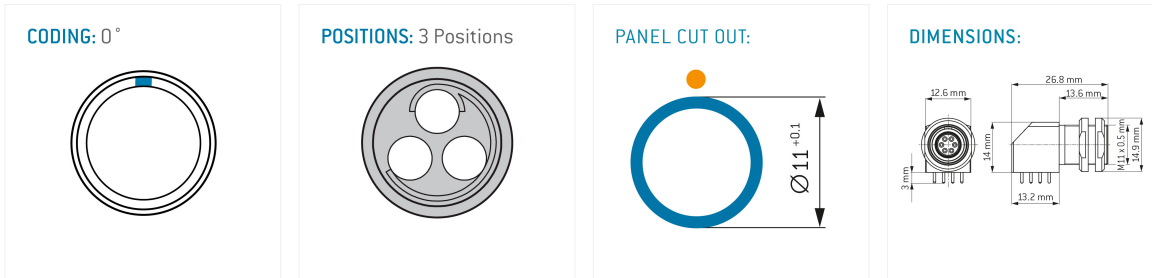 CODING: 0°
POSITIONS: 3 Positions
PANEL CUT OUT:
DIMENSIONS:
Ø 11 +0.1
26.8 mm
12.6 mm
13.6 mm
14 mm
3 mm
13.2 mm
M 11 x 0.5 mm
14.9 mm